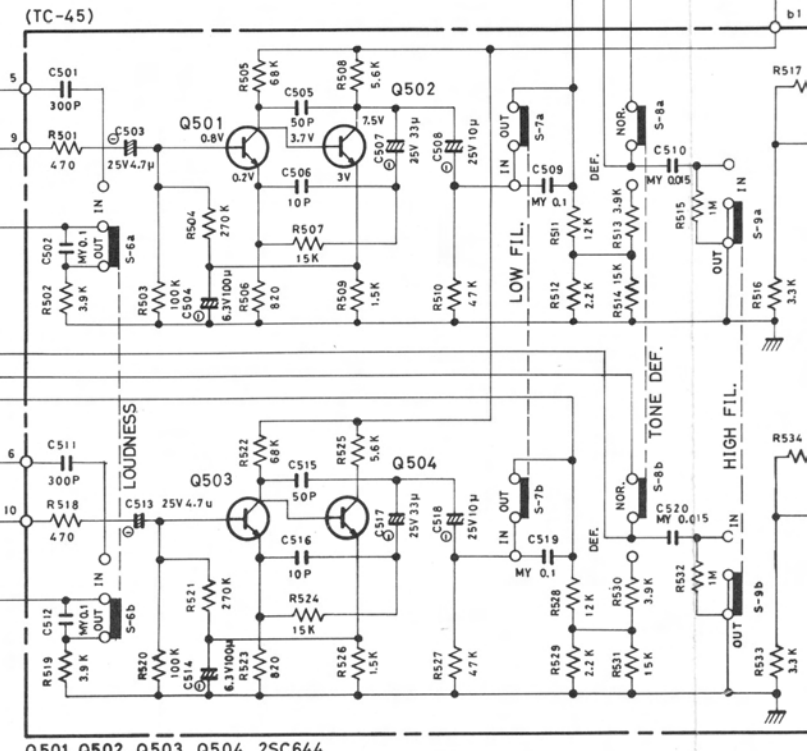 (TC-45)
b1
5
C501
300P
9
R501
470
C503
25V4.7μ
Q501
0.8V
0.2V
R505
68K
R508
5.6K
Q502
C505
50P
3.7V
7.5V
3V
C506
10P
C507
25V 33μ
C508
25V 10μ
OUT
IN
S-7a
C509
MY 0.1
LOW FIL.
DEF.
NOR.
S-8a
C510
MY 0.015
R517
IN
OUT
S-9a
R515
1M
IN
OUT
S-6a
C502
MY0.1
R502
3.9K
R503
100K
R504
270K
C504
6.3V100μ
R506
820
R507
15K
R509
1.5K
R510
47K
R511
12K
R512
2.2K
R513
3.9K
R514
15K
R516
3.3K
LOUDNESS
TONE DEF.
HIGH FIL.
6
C511
300P
10
R518
470
C513
25V4.7u
Q503
R522
68K
R525
5.6K
Q504
C515
50P
C516
10P
C517
25V 33μ
C518
25V10μ
OUT
IN
S-7b
C519
MY 0.1
DEF.
NOR.
S-8b
C520
MY 0.015
R534
IN
OUT
S-9b
R532
1M
IN
OUT
S-6b
C512
MY0.1
R519
3.9K
R520
100K
R521
270K
C514
6.3V100μ
R523
820
R524
15K
R526
1.5K
R527
47K
R528
12K
R529
2.2K
R530
3.9K
R531
15K
R533
3.3K
Q501 Q502 Q503 Q504 2SC644